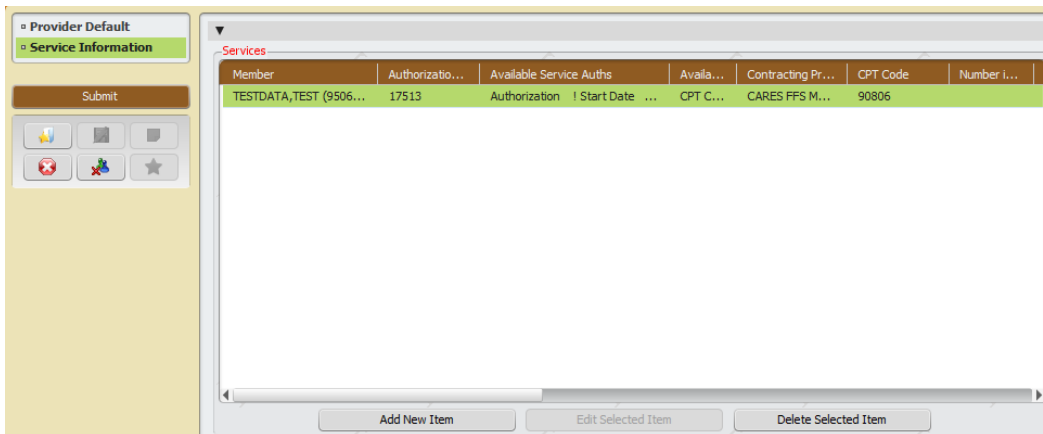 Provider Default
Service Information
Submit
Services
Member Authorizatio... Available Service Auths Availa... Contracting Pr... CPT Code Number i...
TESTDATA,TEST (9506... 17513 Authorization ! Start Date ... CPT C... CARES FFS M... 90806
Add New Item Edit Selected Item Delete Selected Item